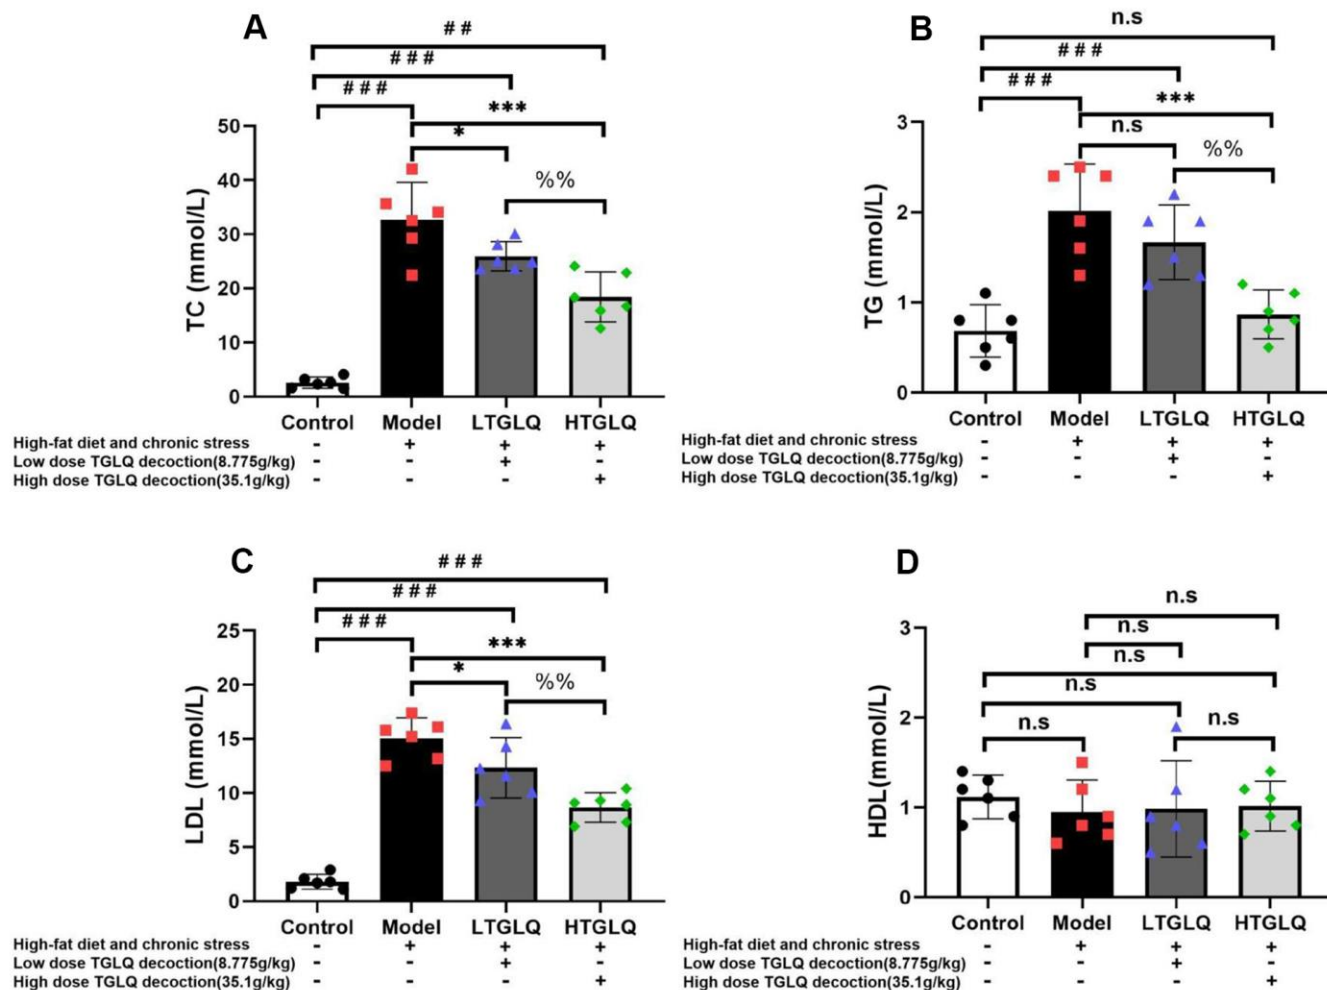 A
# #
# # #
# # #
***
*
%%
50
40
30
20
10
0
TC (mmol/L)
Control Model LTGLQ HTGLQ
High-fat diet and chronic stress - + + +
Low dose TGLQ decoction(8.775g/kg) - - + -
High dose TGLQ decoction(35.1g/kg) - - - +
B
n.s
# # #
# # #
***
n.s
%%
3
2
1
0
TG (mmol/L)
Control Model LTGLQ HTGLQ
High-fat diet and chronic stress - + + +
Low dose TGLQ decoction(8.775g/kg) - - + -
High dose TGLQ decoction(35.1g/kg) - - - +
C
# # #
# # #
# # #
***
*
%%
25
20
15
10
5
0
LDL (mmol/L)
Control Model LTGLQ HTGLQ
High-fat diet and chronic stress - + + +
Low dose TGLQ decoction(8.775g/kg) - - + -
High dose TGLQ decoction(35.1g/kg) - - - +
D
n.s
n.s
n.s
n.s
n.s
n.s
3
2
1
0
HDL(mmol/L)
Control Model LTGLQ HTGLQ
High-fat diet and chronic stress - + + +
Low dose TGLQ decoction(8.775g/kg) - - + -
High dose TGLQ decoction(35.1g/kg) - - - +